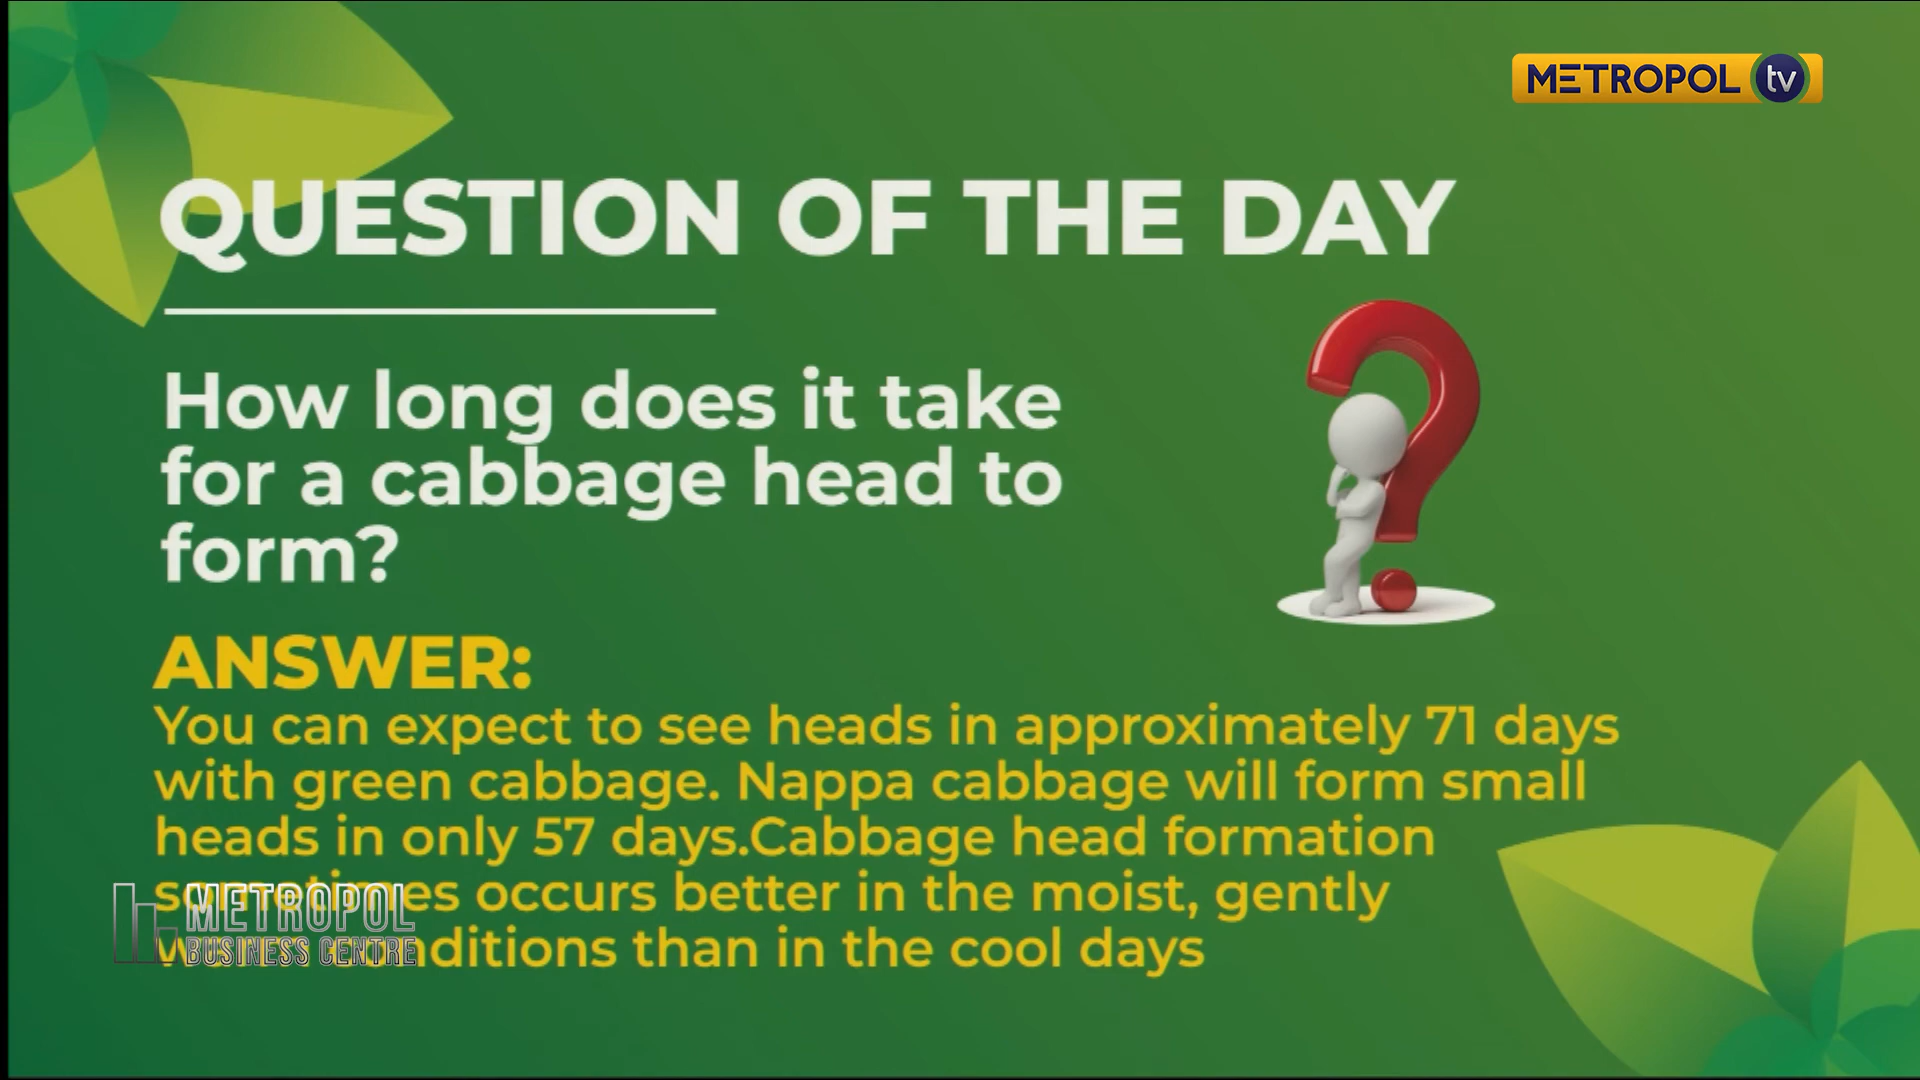 METROPOL tv
QUESTION OF THE DAY
How long does it take
for a cabbage head to
form?
ANSWER:
You can expect to see heads in approximately 71 days
with green cabbage. Nappa cabbage will form small
heads in only 57 days.Cabbage head formation
sometimes occurs better in the moist, gently
conditions than in the cool days
METROPOL
BUSINESS CENTRE